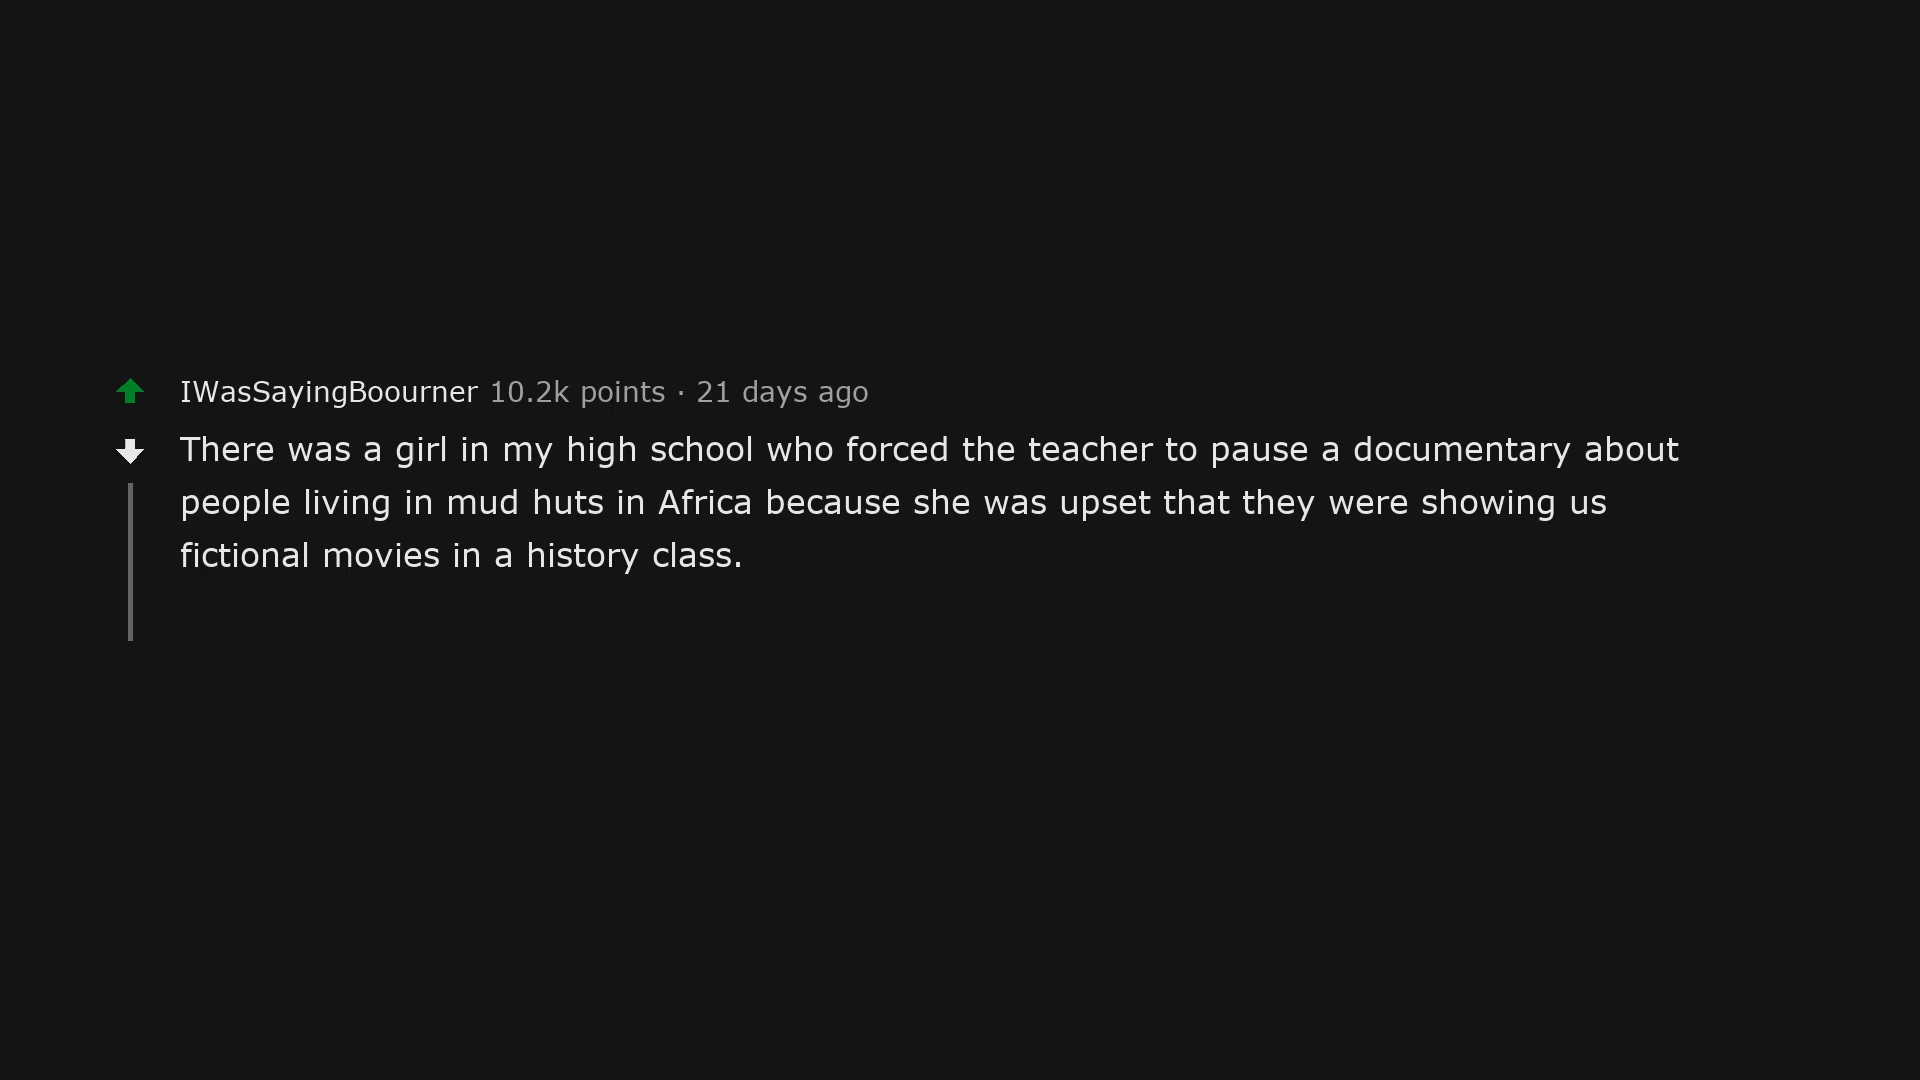 IWasSayingBoourner 10.2k points · 21 days ago
There was a girl in my high school who forced the teacher to pause a documentary about
people living in mud huts in Africa because she was upset that they were showing us
fictional movies in a history class.